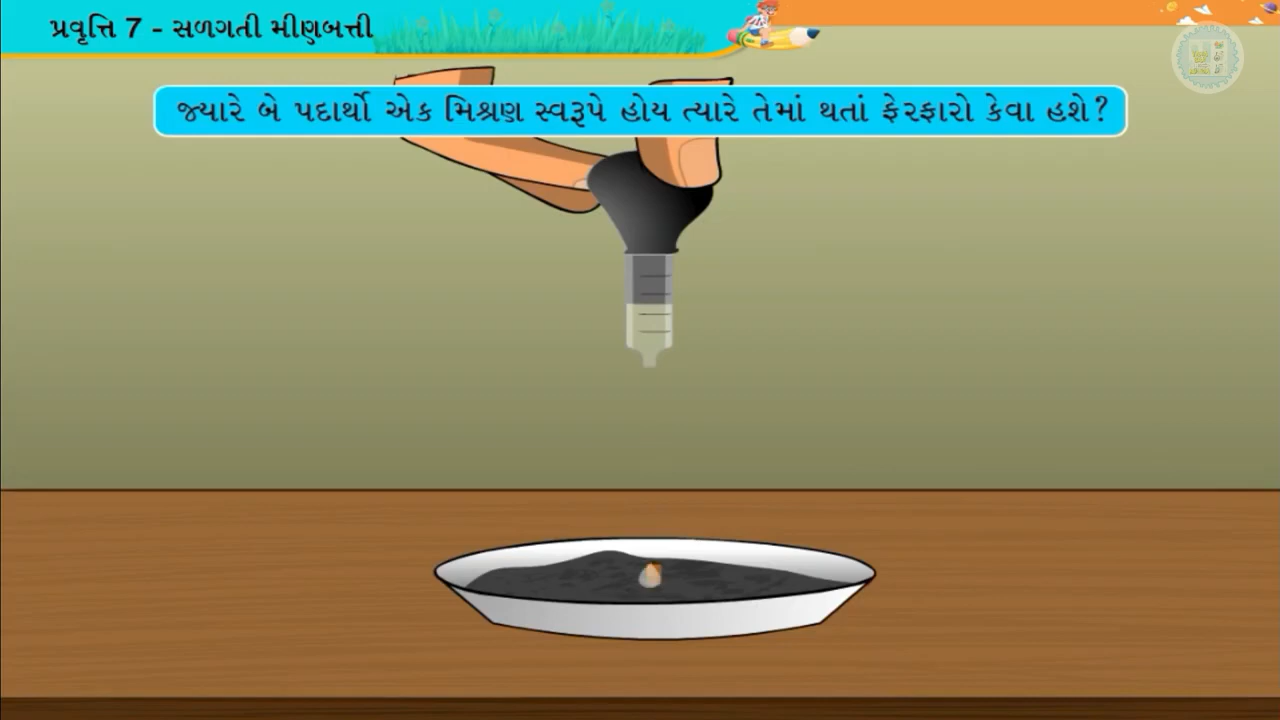 પ્રવૃત્તિ 7 - સળગતી મીણબત્તી
જ્યારે બે પદાર્થો એક મિશ્રણ સ્વરૂપે હોય ત્યારે તેમાં થતાં ફેરફારો કેવા હશે?